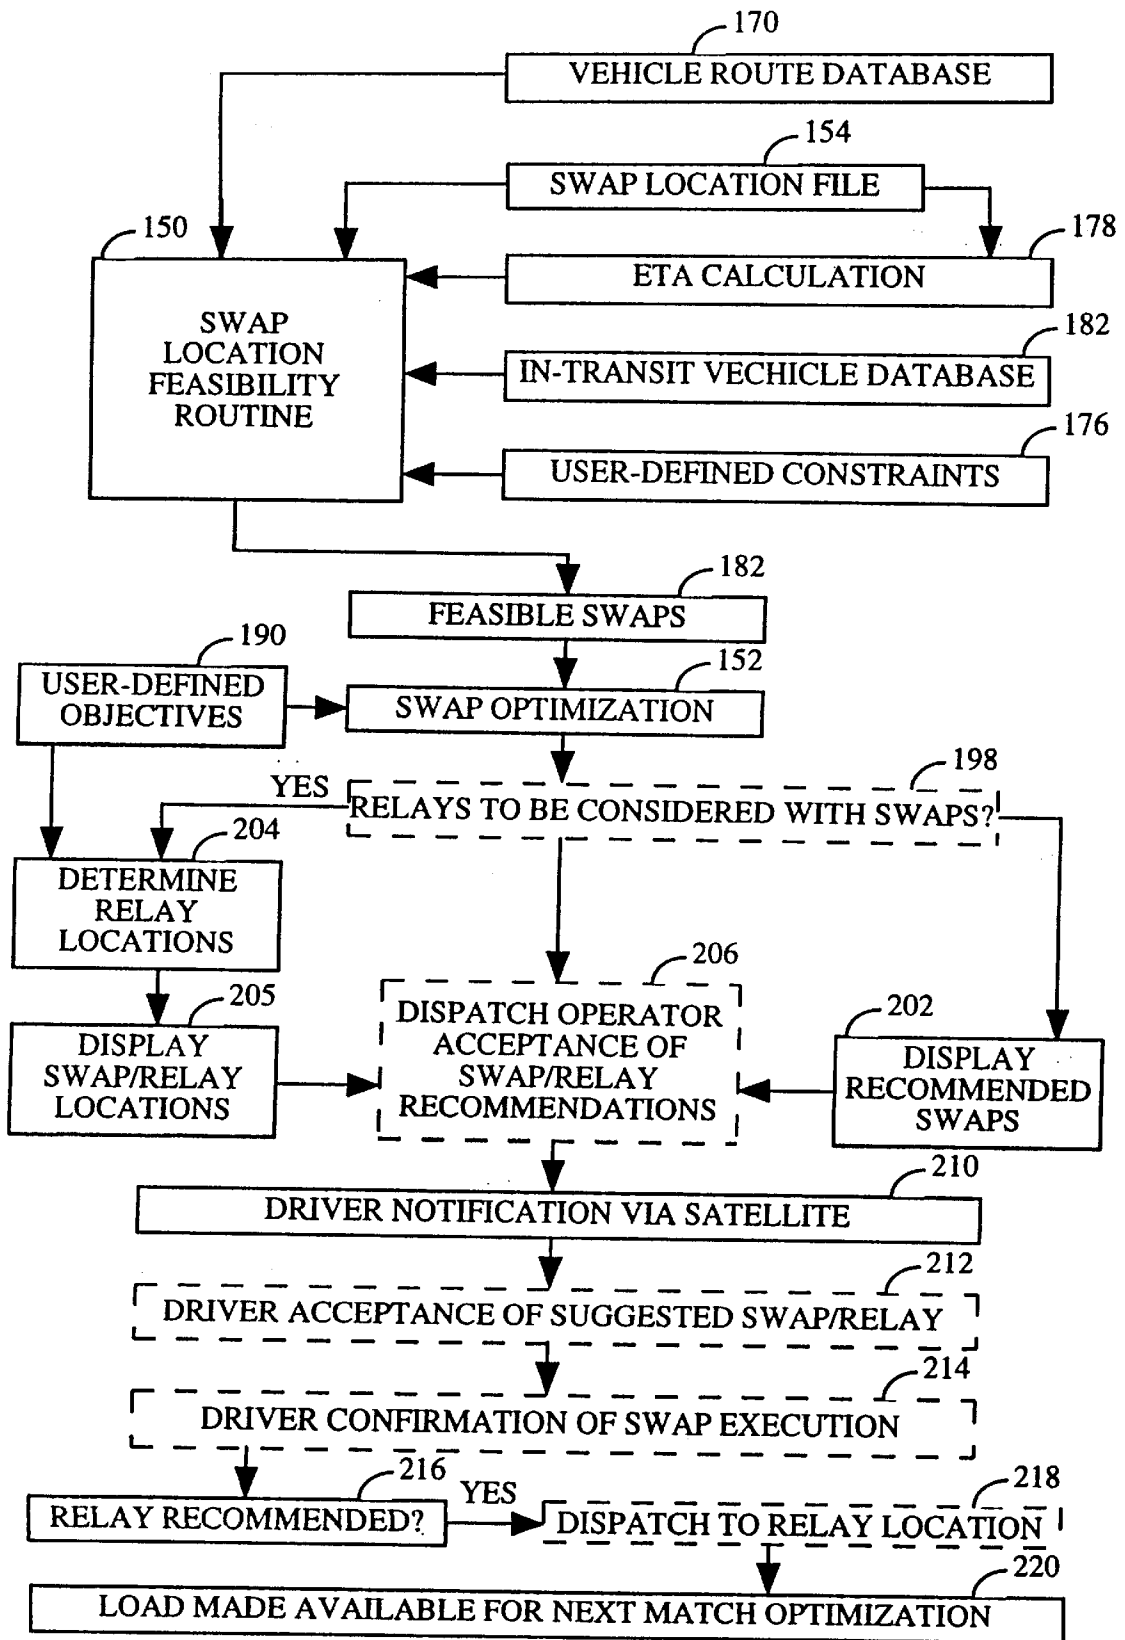 170
VEHICLE ROUTE DATABASE
154
SWAP LOCATION FILE
150
178
ETA CALCULATION
SWAP
LOCATION
FEASIBILITY
ROUTINE
182
IN-TRANSIT VECHICLE DATABASE
176
USER-DEFINED CONSTRAINTS
182
FEASIBLE SWAPS
190
USER-DEFINED
OBJECTIVES
152
SWAP OPTIMIZATION
198
YES
RELAYS TO BE CONSIDERED WITH SWAPS?
204
DETERMINE
RELAY
LOCATIONS
205
DISPLAY
SWAP/RELAY
LOCATIONS
206
DISPATCH OPERATOR
ACCEPTANCE OF
SWAP/RELAY
RECOMMENDATIONS
202
DISPLAY
RECOMMENDED
SWAPS
210
DRIVER NOTIFICATION VIA SATELLITE
212
DRIVER ACCEPTANCE OF SUGGESTED SWAP/RELAY
214
DRIVER CONFIRMATION OF SWAP EXECUTION
216
RELAY RECOMMENDED?
YES
218
DISPATCH TO RELAY LOCATION
220
LOAD MADE AVAILABLE FOR NEXT MATCH OPTIMIZATION